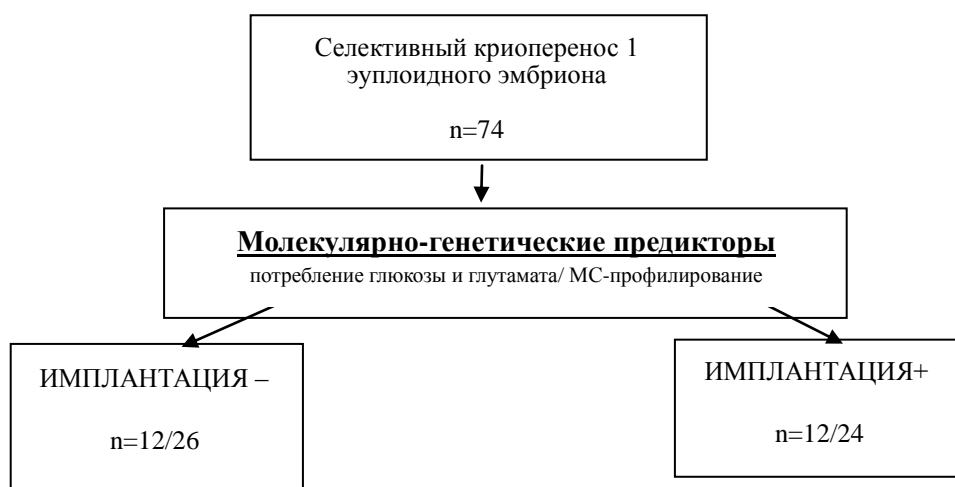 Селективный криоперенос 1
эуплоидного эмбриона
n=74
Молекулярно-генетические предикторы
потребление глюкозы и глутамата/ МС-профилирование
ИМПЛАНТАЦИЯ –
n=12/26
ИМПЛАНТАЦИЯ+
n=12/24